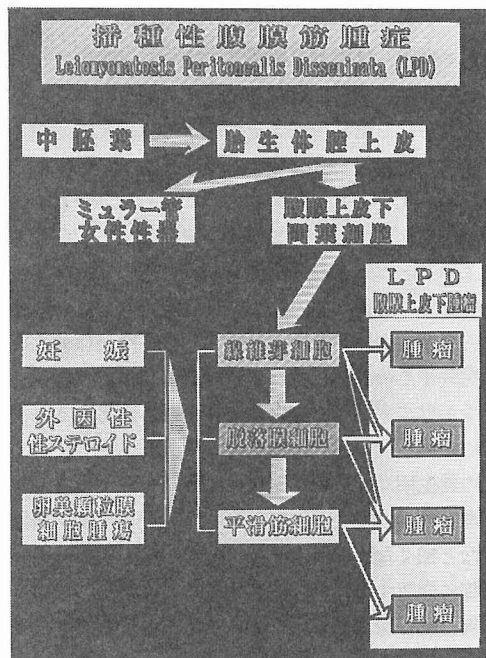 播種性腹膜筋腫症
Leiomyomatosis Peritonealis Disseminata (LPD)
中胚葉
胎生体腔上皮
ミュラー管
女性性器
腹膜上皮下
間葉細胞
LPD
腹膜上皮下腫瘤
妊娠
線維芽細胞
腫瘤
外因性
性ステロイド
脱落膜細胞
腫瘤
卵巣顆粒膜
細胞腫瘍
平滑筋細胞
腫瘤
腫瘤